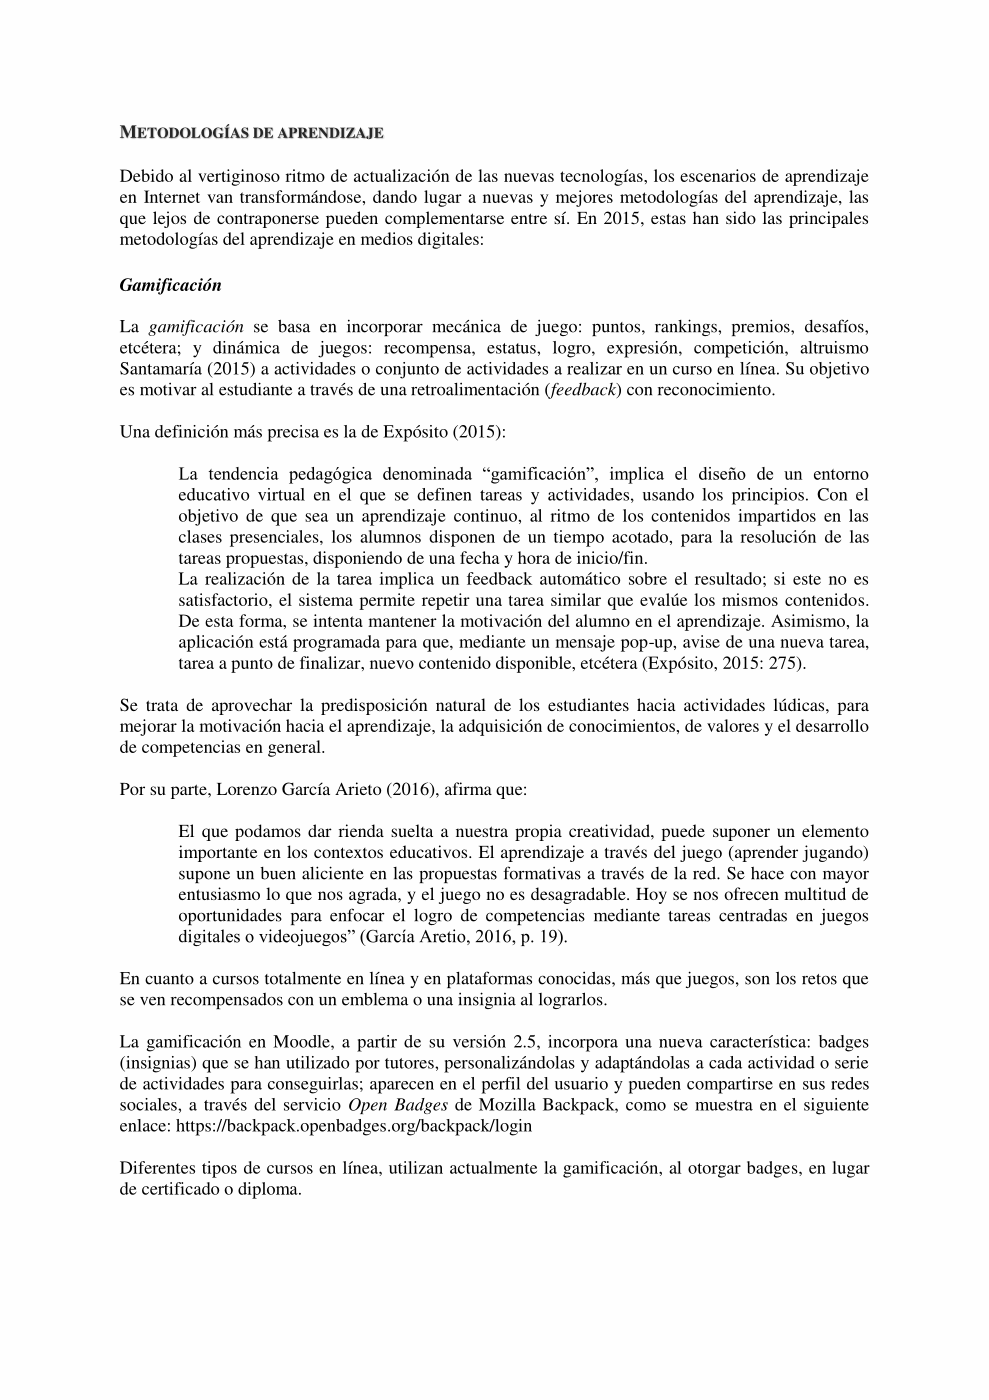 METODOLOGÍAS DE APRENDIZAJE
Debido al vertiginoso ritmo de actualización de las nuevas tecnologías, los escenarios de aprendizaje
en Internet van transformándose, dando lugar a nuevas y mejores metodologías del aprendizaje, las
que lejos de contraponerse pueden complementarse entre sí. En 2015, estas han sido las principales
metodologías del aprendizaje en medios digitales:
Gamificación
La gamificación se basa en incorporar mecánica de juego: puntos, rankings, premios, desafíos,
etcétera; y dinámica de juegos: recompensa, estatus, logro, expresión, competición, altruismo
Santamaría (2015) a actividades o conjunto de actividades a realizar en un curso en línea. Su objetivo
es motivar al estudiante a través de una retroalimentación (feedback) con reconocimiento.
Una definición más precisa es la de Expósito (2015):
La tendencia pedagógica denominada “gamificación”, implica el diseño de un entorno
educativo virtual en el que se definen tareas y actividades, usando los principios. Con el
objetivo de que sea un aprendizaje continuo, al ritmo de los contenidos impartidos en las
clases presenciales, los alumnos disponen de un tiempo acotado, para la resolución de las
tareas propuestas, disponiendo de una fecha y hora de inicio/fin.
La realización de la tarea implica un feedback automático sobre el resultado; si este no es
satisfactorio, el sistema permite repetir una tarea similar que evalúe los mismos contenidos.
De esta forma, se intenta mantener la motivación del alumno en el aprendizaje. Asimismo, la
aplicación está programada para que, mediante un mensaje pop-up, avise de una nueva tarea,
tarea a punto de finalizar, nuevo contenido disponible, etcétera (Expósito, 2015: 275).
Se trata de aprovechar la predisposición natural de los estudiantes hacia actividades lúdicas, para
mejorar la motivación hacia el aprendizaje, la adquisición de conocimientos, de valores y el desarrollo
de competencias en general.
Por su parte, Lorenzo García Arieto (2016), afirma que:
El que podamos dar rienda suelta a nuestra propia creatividad, puede suponer un elemento
importante en los contextos educativos. El aprendizaje a través del juego (aprender jugando)
supone un buen aliciente en las propuestas formativas a través de la red. Se hace con mayor
entusiasmo lo que nos agrada, y el juego no es desagradable. Hoy se nos ofrecen multitud de
oportunidades para enfocar el logro de competencias mediante tareas centradas en juegos
digitales o videojuegos” (García Aretio, 2016, p. 19).
En cuanto a cursos totalmente en línea y en plataformas conocidas, más que juegos, son los retos que
se ven recompensados con un emblema o una insignia al lograrlos.
La gamificación en Moodle, a partir de su versión 2.5, incorpora una nueva característica: badges
(insignias) que se han utilizado por tutores, personalizándolas y adaptándolas a cada actividad o serie
de actividades para conseguirlas; aparecen en el perfil del usuario y pueden compartirse en sus redes
sociales, a través del servicio Open Badges de Mozilla Backpack, como se muestra en el siguiente
enlace: https://backpack.openbadges.org/backpack/login
Diferentes tipos de cursos en línea, utilizan actualmente la gamificación, al otorgar badges, en lugar
de certificado o diploma.